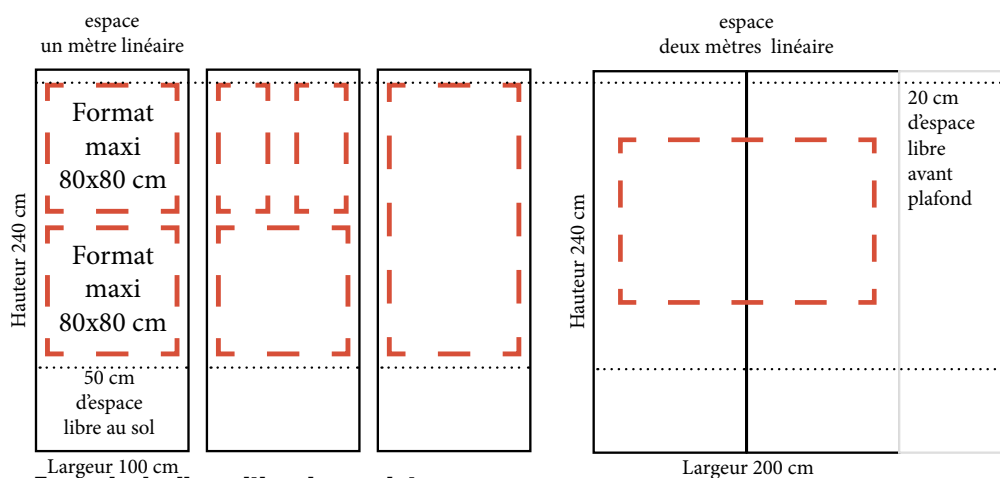 espace
un mètre linéaire
espace
deux mètres linéaire
Hauteur 240 cm
Format
maxi
80x80 cm
Format
maxi
80x80 cm
50 cm
d'espace
libre au sol
Largeur 100 cm
Hauteur 240 cm
20 cm
d'espace
libre
avant
plafond
Largeur 200 cm